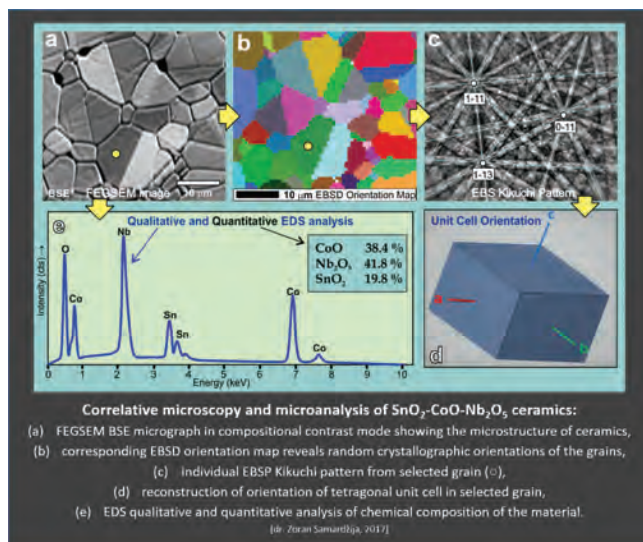 a
b
c
1-11
0-11
1-13
BSE FEGSEM image
10 µm EBSD Orientation Map
EBS Kikuchi Pattern
e
Qualitative and Quantitative EDS analysis
CoO 38.4 %
Nb₂O₅ 41.8 %
SnO₂ 19.8 %
Intensity (cts) →
O
Co
Nb
Sn
Sn
Co
Co
0 1 2 3 4 5 6 7 8 9 10
Energy (keV)
Unit Cell Orientation
c
a
b
d
Correlative microscopy and microanalysis of SnO₂-CoO-Nb₂O₅ ceramics:
(a) FEGSEM BSE micrograph in compositional contrast mode showing the microstructure of ceramics,
(b) corresponding EBSD orientation map reveals random crystallographic orientations of the grains,
(c) individual EBSP Kikuchi pattern from selected grain (○),
(d) reconstruction of orientation of tetragonal unit cell in selected grain,
(e) EDS qualitative and quantitative analysis of chemical composition of the material.
[dr. Zoran Samardžija, 2017]